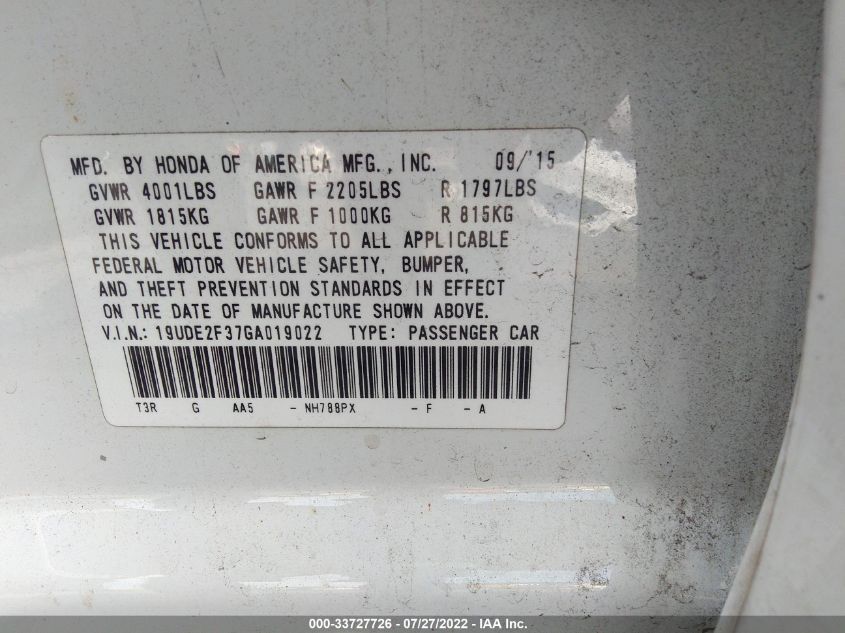 MFD. BY HONDA OF AMERICA MFG., INC. 09/'15
GVWR 4001LBS GAWR F 2205LBS R 1797LBS
GVWR 1815KG GAWR F 1000KG R 815KG
THIS VEHICLE CONFORMS TO ALL APPLICABLE
FEDERAL MOTOR VEHICLE SAFETY, BUMPER,
AND THEFT PREVENTION STANDARDS IN EFFECT
ON THE DATE OF MANUFACTURE SHOWN ABOVE.
V.I.N.: 19UDE2F37GA019022 TYPE: PASSENGER CAR
T3R G AA5 - NH788PX - F - A
000-33727726 - 07/27/2022 - IAA Inc.